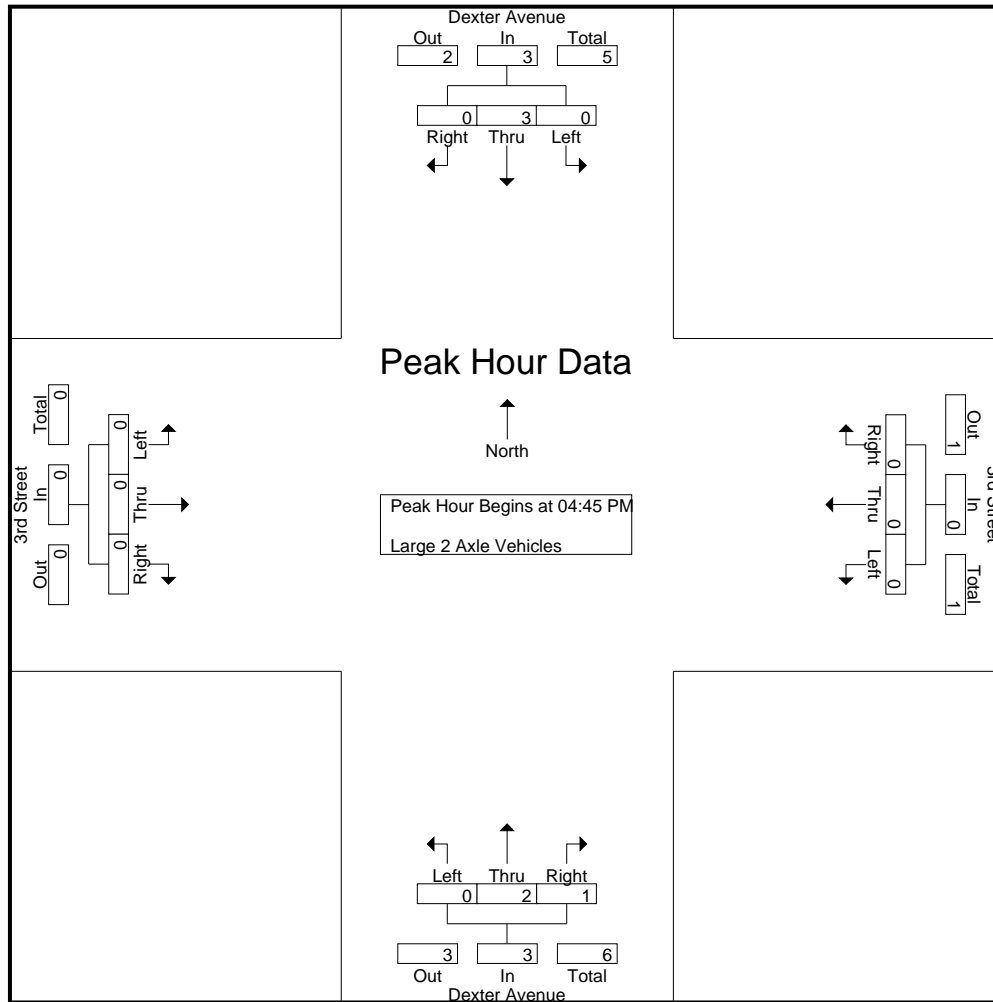 Dexter Avenue
Out In Total
2 3 5
0 3 0
Right Thru Left
Peak Hour Data
North
Peak Hour Begins at 04:45 PM
Large 2 Axle Vehicles
3rd Street
Out In Total
0 0 0
0 0 0
Right Thru Left
3rd Street
Out In Total
1 0 1
0 0 0
Right Thru Left
Left Thru Right
0 2 1
3 3 6
Out In Total
Dexter Avenue